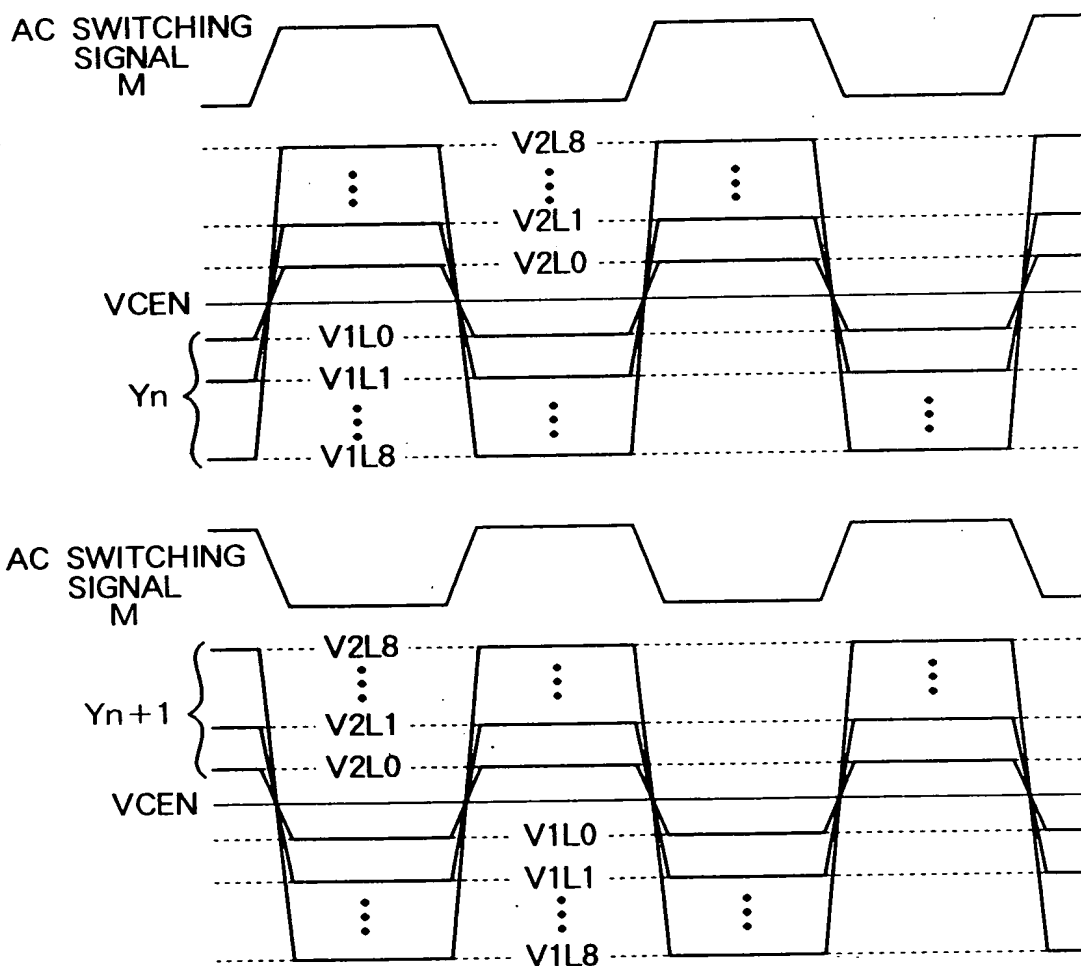 AC SWITCHING
SIGNAL
M
V2L8
V2L1
V2L0
VCEN
V1L0
Yn
V1L1
V1L8
AC SWITCHING
SIGNAL
M
V2L8
Yn+1
V2L1
V2L0
VCEN
V1L0
V1L1
V1L8